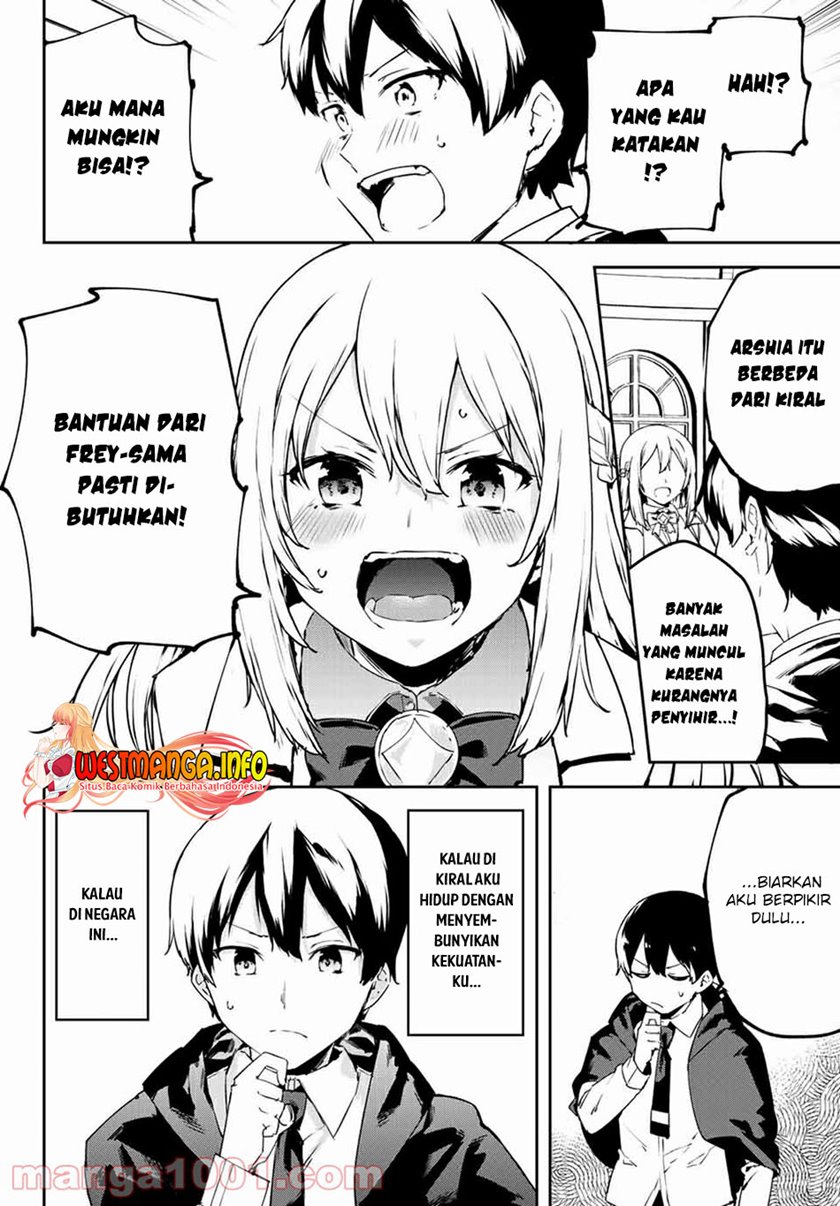 HAH!?
APA
YANG KAU
KATAKAN
!?
AKU MANA
MUNGKIN
BISA!?
ARSHIA ITU
BERBEDA
DARI KIRAL
BANYAK
MASALAH
YANG MUNCUL
KARENA
KURANGNYA
PENYIHIR...!
BANTUAN DARI
FREY-SAMA
PASTI DI-
BUTUHKAN!
WESTMANGA.INFO
Situs Baca Komik Berbahasa Indonesia
...BIARKAN
AKU BERPIKIR
DULU...
KALAU DI
KIRAL AKU
HIDUP DENGAN
MENYEM-
BUNYIKAN
KEKUATAN-
KU...
KALAU
DI NEGARA
INI...
manga1001.com